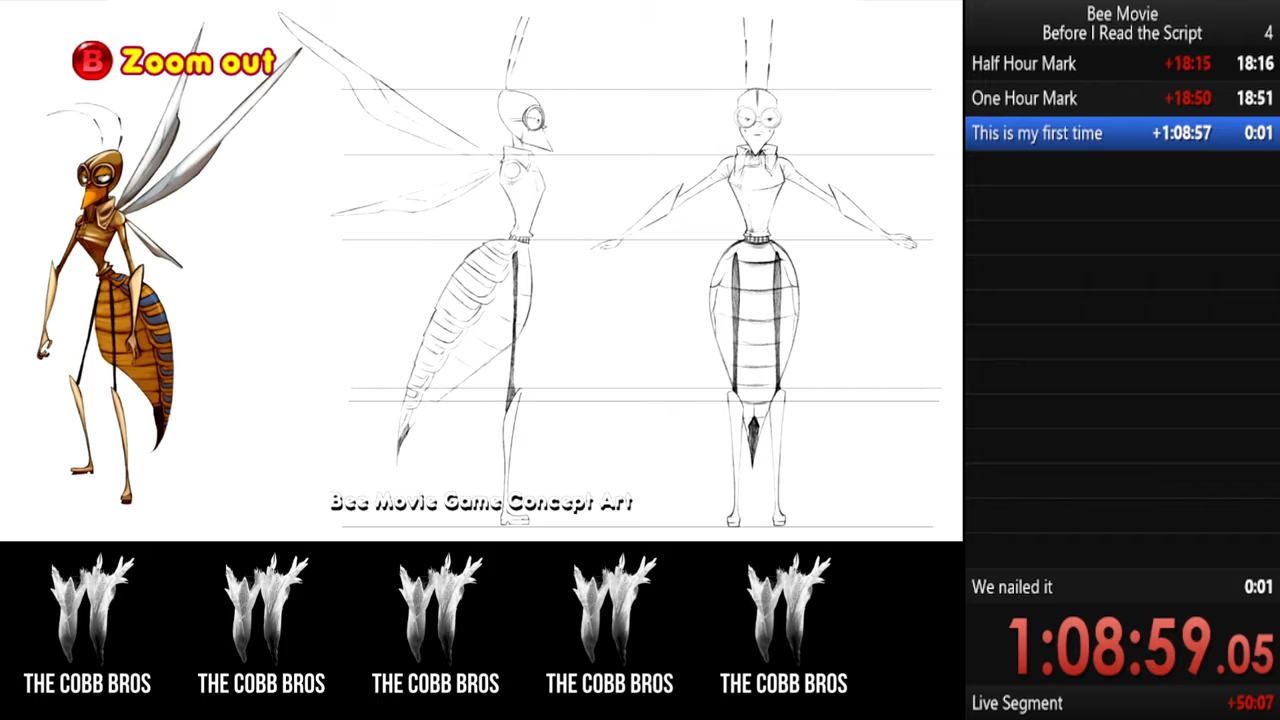 B Zoom out
Bee Movie Game Concept Art
THE COBB BROS
THE COBB BROS
THE COBB BROS
THE COBB BROS
THE COBB BROS
Bee Movie
Before I Read the Script 4
Half Hour Mark +18:15 18:16
One Hour Mark +18:50 18:51
This is my first time +1:08:57 0:01
We nailed it 0:01
1:08:59.05
Live Segment +50:07